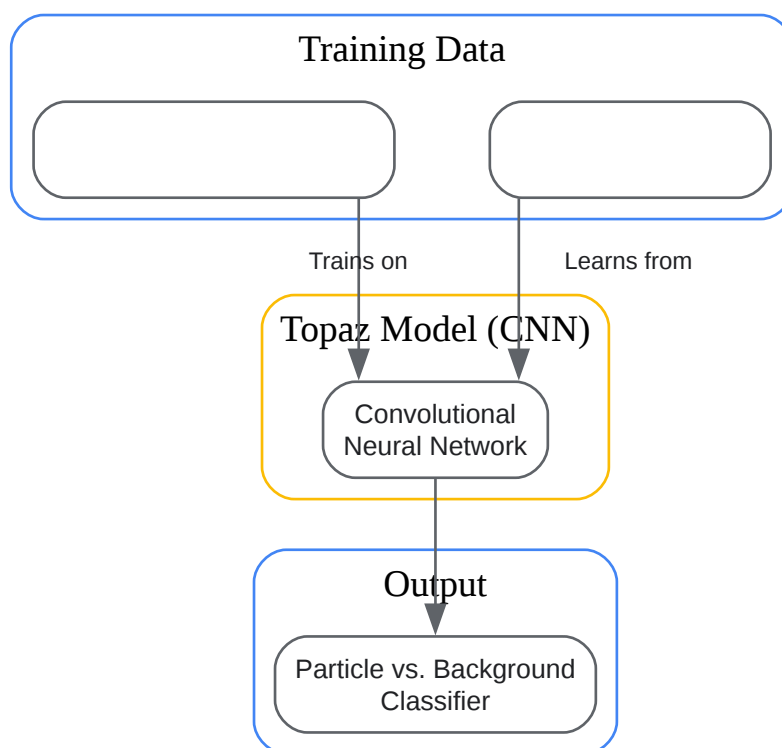 Training Data
Trains on
Learns from
Topaz Model (CNN)
Convolutional
Neural Network
Output
Particle vs. Background
Classifier